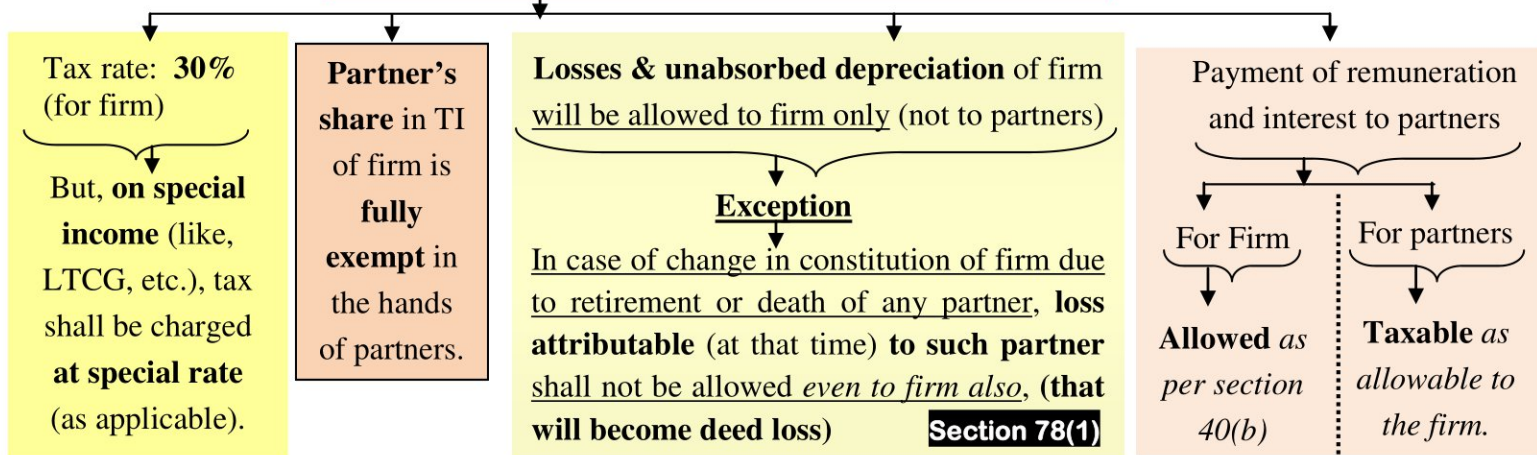 Tax rate: 30%
(for firm)
But, on special
income (like,
LTCG, etc.), tax
shall be charged
at special rate
(as applicable).
Partner's
share in TI
of firm is
fully
exempt in
the hands
of partners.
Losses & unabsorbed depreciation of firm
will be allowed to firm only (not to partners)
Exception
In case of change in constitution of firm due
to retirement or death of any partner, loss
attributable (at that time) to such partner
shall not be allowed even to firm also, (that
will become deed loss) Section 78(1)
Payment of remuneration
and interest to partners
For Firm
Allowed as
per section
40(b)
For partners
Taxable as
allowable to
the firm.